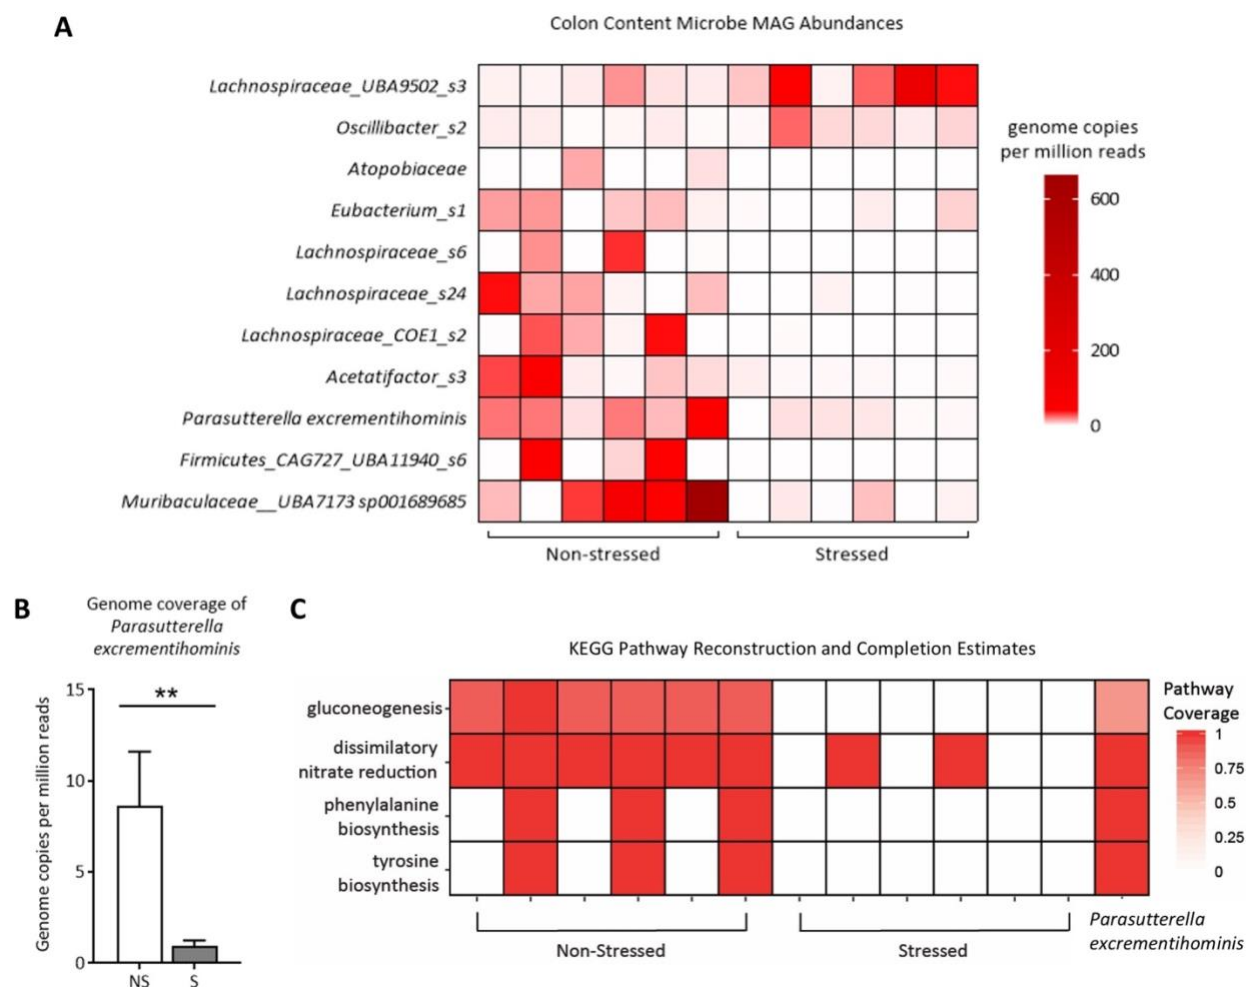 A
Colon Content Microbe MAG Abundances
Lachnospiraceae_UBA9502_s3
Oscillibacter_s2
Atopobiaceae
Eubacterium_s1
Lachnospiraceae_s6
Lachnospiraceae_s24
Lachnospiraceae_COE1_s2
Acetatifactor_s3
Parasutterella excrementihominis
Firmicutes_CAG727_UBA11940_s6
Muribaculaceae__UBA7173 sp001689685
Non-stressed
Stressed
genome copies
per million reads
600
400
200
0
B
Genome coverage of
Parasutterella
excrementihominis
Genome copies per million reads
15
10
5
0
**
NS
S
C
KEGG Pathway Reconstruction and Completion Estimates
gluconeogenesis
dissimilatory
nitrate reduction
phenylalanine
biosynthesis
tyrosine
biosynthesis
Non-Stressed
Stressed
Parasutterella
excrementihominis
Pathway
Coverage
1
0.75
0.5
0.25
0